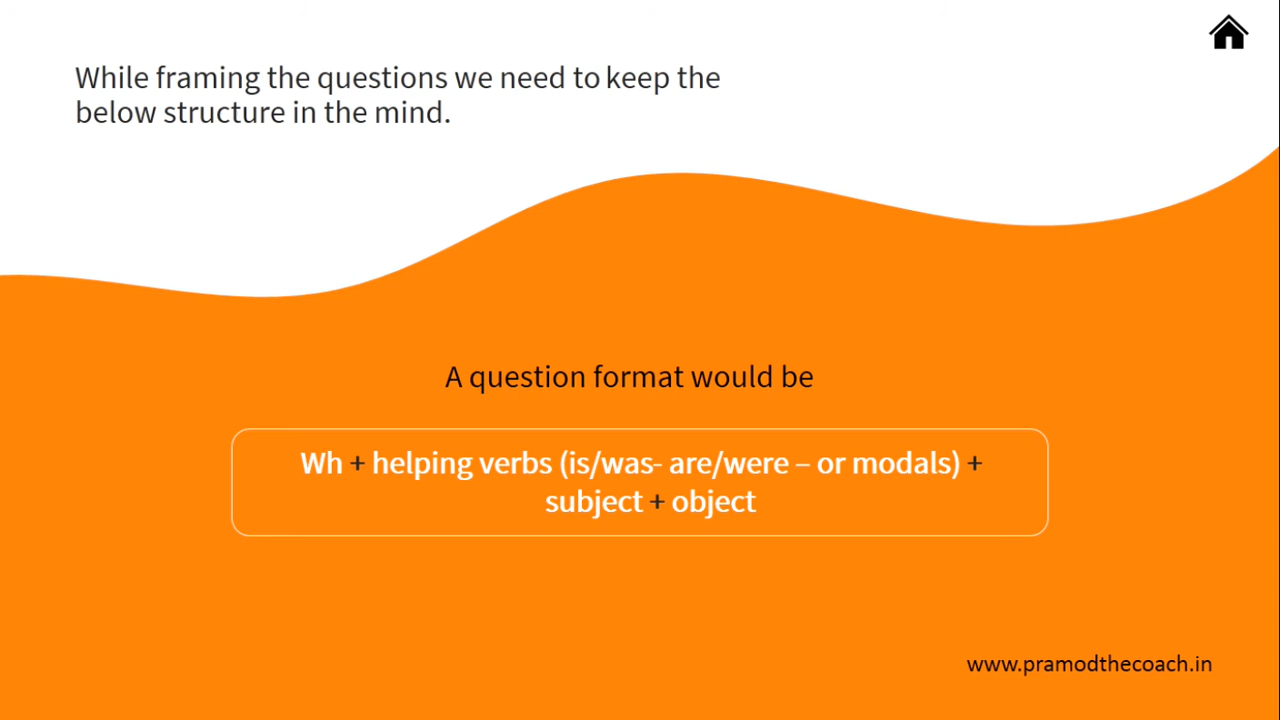 While framing the questions we need to keep the
below structure in the mind.
A question format would be
Wh + helping verbs (is/was- are/were – or modals) +
subject + object
www.pramodthecoach.in